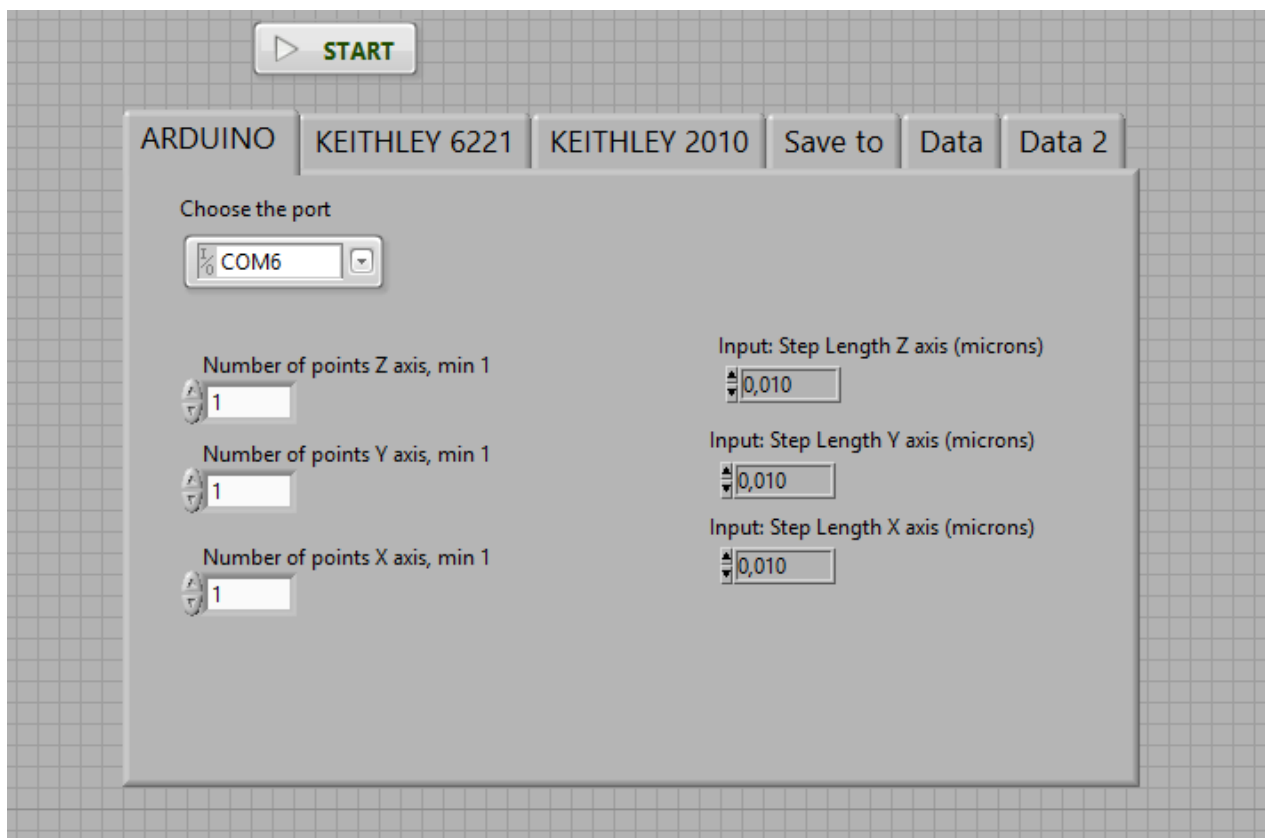 START
ARDUINO KEITHLEY 6221 KEITHLEY 2010 Save to Data Data 2
Choose the port
I/O COM6
Number of points Z axis, min 1
1
Number of points Y axis, min 1
1
Number of points X axis, min 1
1
Input: Step Length Z axis (microns)
0,010
Input: Step Length Y axis (microns)
0,010
Input: Step Length X axis (microns)
0,010